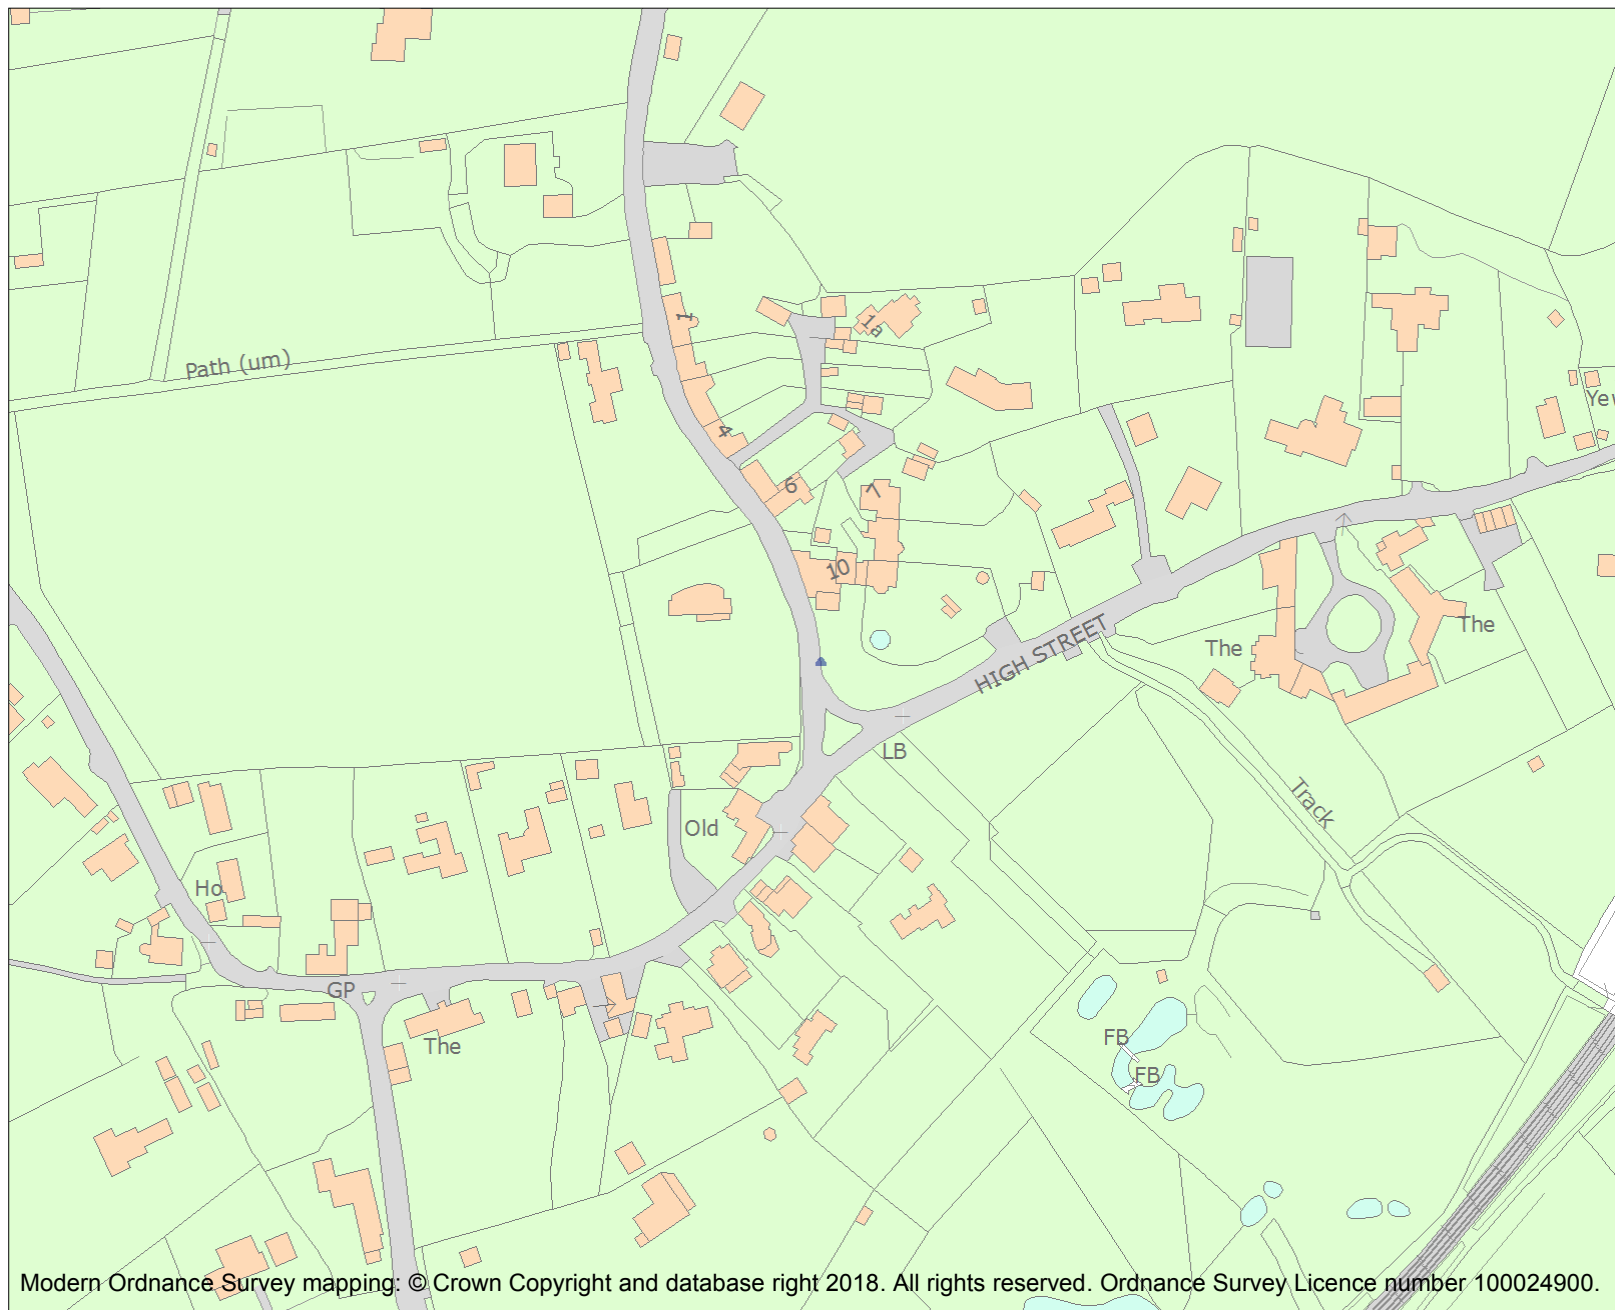 1
1a
Path (um)
Yew
4
6
7
10
The
The
HIGH STREET
LB
Track
Old
Ho
GP
The
FB
FB
Modern Ordnance Survey mapping: © Crown Copyright and database right 2018. All rights reserved. Ordnance Survey Licence number 100024900.